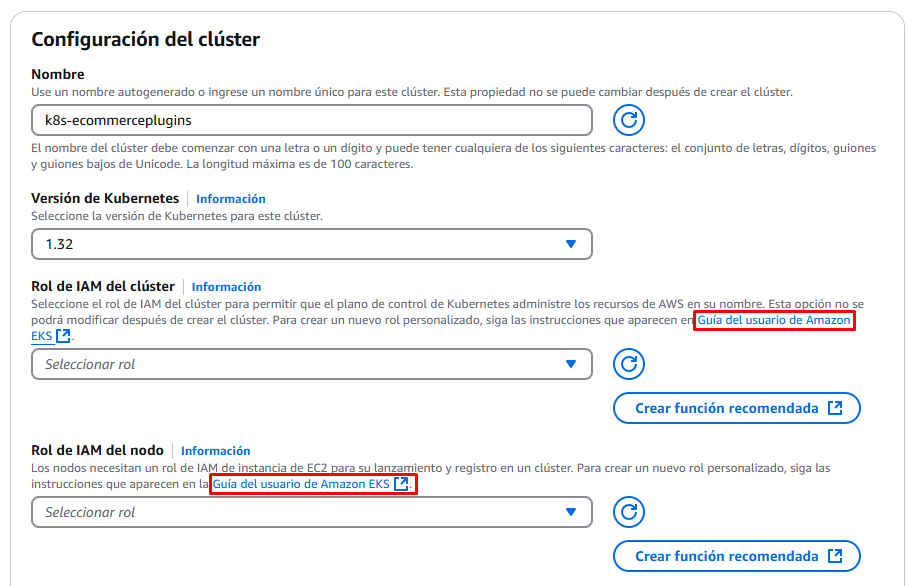 Configuración del clúster
Nombre
Use un nombre autogenerado o ingrese un nombre único para este clúster. Esta propiedad no se puede cambiar después de crear el clúster.
k8s-ecommerceplugins
El nombre del clúster debe comenzar con una letra o un dígito y puede tener cualquiera de los siguientes caracteres: el conjunto de letras, dígitos, guiones
y guiones bajos de Unicode. La longitud máxima es de 100 caracteres.
Versión de Kubernetes Información
Seleccione la versión de Kubernetes para este clúster.
1.32
Rol de IAM del clúster Información
Seleccione el rol de IAM del clúster para permitir que el plano de control de Kubernetes administre los recursos de AWS en su nombre. Esta opción no se
podrá modificar después de crear el clúster. Para crear un nuevo rol personalizado, siga las instrucciones que aparecen en Guía del usuario de Amazon
EKS .
Seleccionar rol
Crear función recomendada
Rol de IAM del nodo Información
Los nodos necesitan un rol de IAM de instancia de EC2 para su lanzamiento y registro en un clúster. Para crear un nuevo rol personalizado, siga las
instrucciones que aparecen en la Guía del usuario de Amazon EKS .
Seleccionar rol
Crear función recomendada